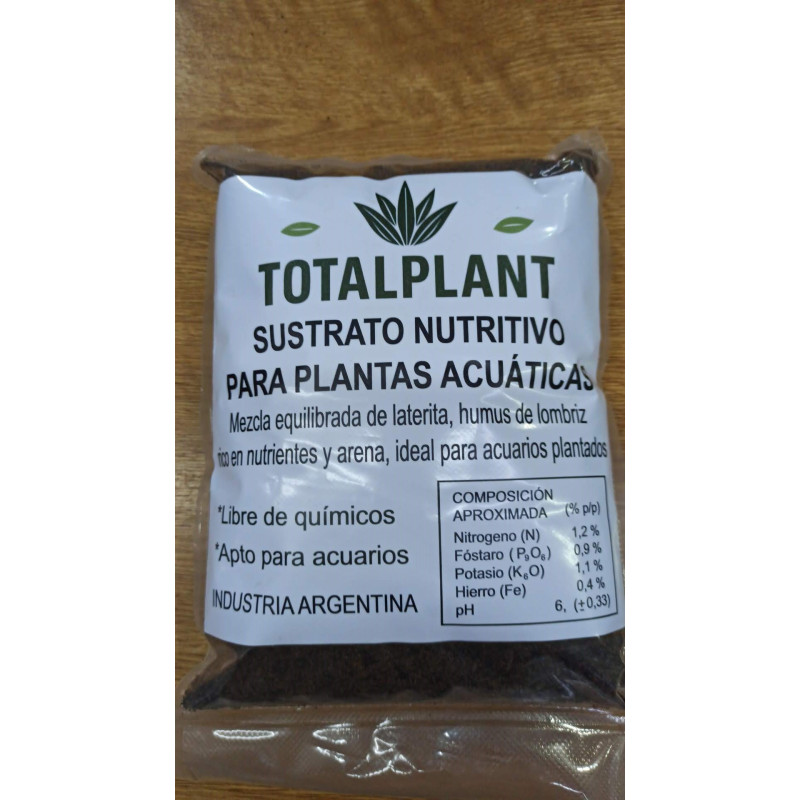 TOTALPLANT
SUSTRATO NUTRITIVO
PARA PLANTAS ACUÁTICAS
Mezcla equilibrada de laterita, humus de lombriz
rico en nutrientes y arena, ideal para acuarios plantados
*Libre de químicos
*Apto para acuarios
INDUSTRIA ARGENTINA
COMPOSICIÓN
APROXIMADA (% p/p)
Nitrogeno (N) 1,2 %
Fóstaro (P₉O₆) 0,9 %
Potasio (K₆O) 1,1 %
Hierro (Fe) 0,4 %
pH 6, (±0,33)